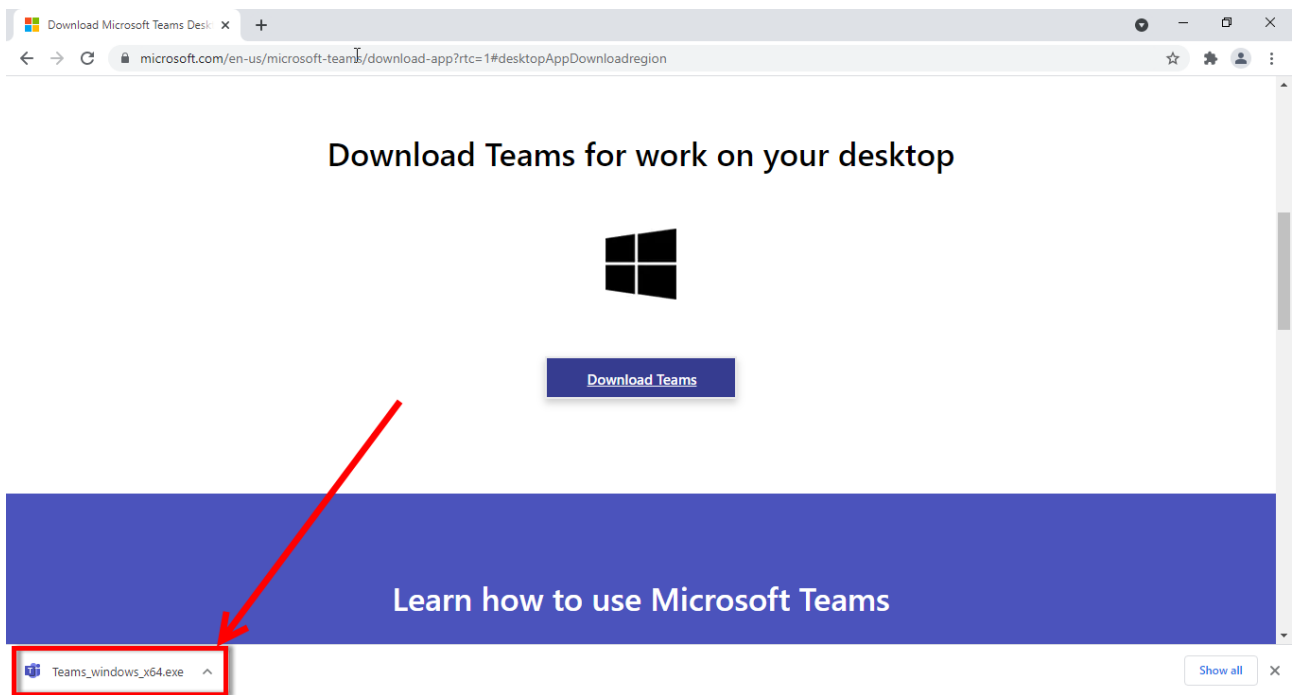 Download Microsoft Teams Desk
microsoft.com/en-us/microsoft-teams/download-app?rtc=1#desktopAppDownloadregion
Download Teams for work on your desktop
Download Teams
Learn how to use Microsoft Teams
Teams_windows_x64.exe
Show all